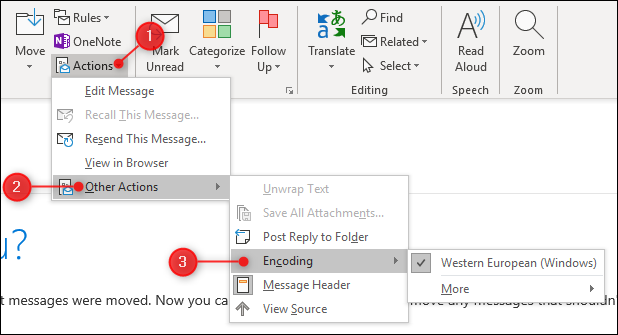 Rules
OneNote
Move
Actions
1
Mark
Unread
Categorize
Follow
Up
Translate
Find
Related
Select
Editing
Read
Aloud
Speech
Zoom
Zoom
Edit Message
Recall This Message...
Resend This Message...
View in Browser
2
Other Actions
Unwrap Text
Save All Attachments...
Post Reply to Folder
3
Encoding
Western European (Windows)
Message Header
More
View Source
u?
t messages were moved. Now you ca
move any messages that shouldn'